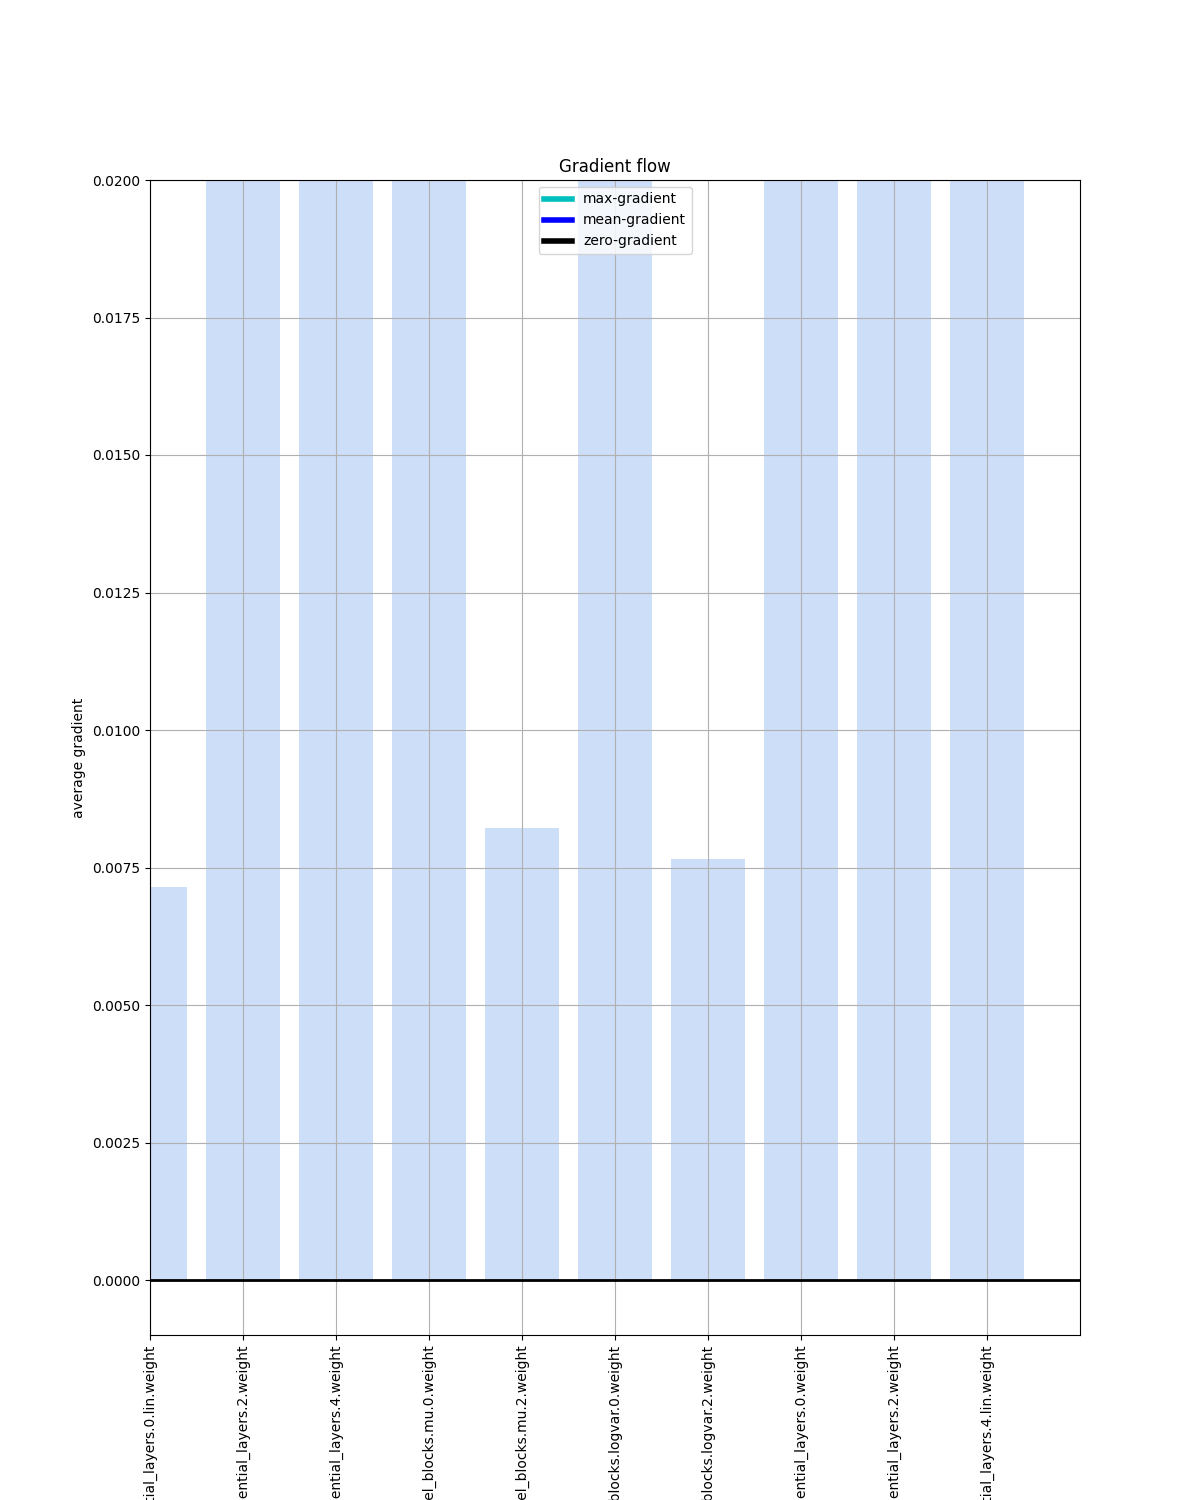 Gradient flow
max-gradient
mean-gradient
zero-gradient
0.0200
0.0175
0.0150
0.0125
0.0100
0.0075
0.0050
0.0025
0.0000
average gradient
tial_layers.0.lin.weight
ential_layers.2.weight
ential_layers.4.weight
el_blocks.mu.0.weight
el_blocks.mu.2.weight
blocks.logvar.0.weight
blocks.logvar.2.weight
ential_layers.0.weight
ential_layers.2.weight
tial_layers.4.lin.weight